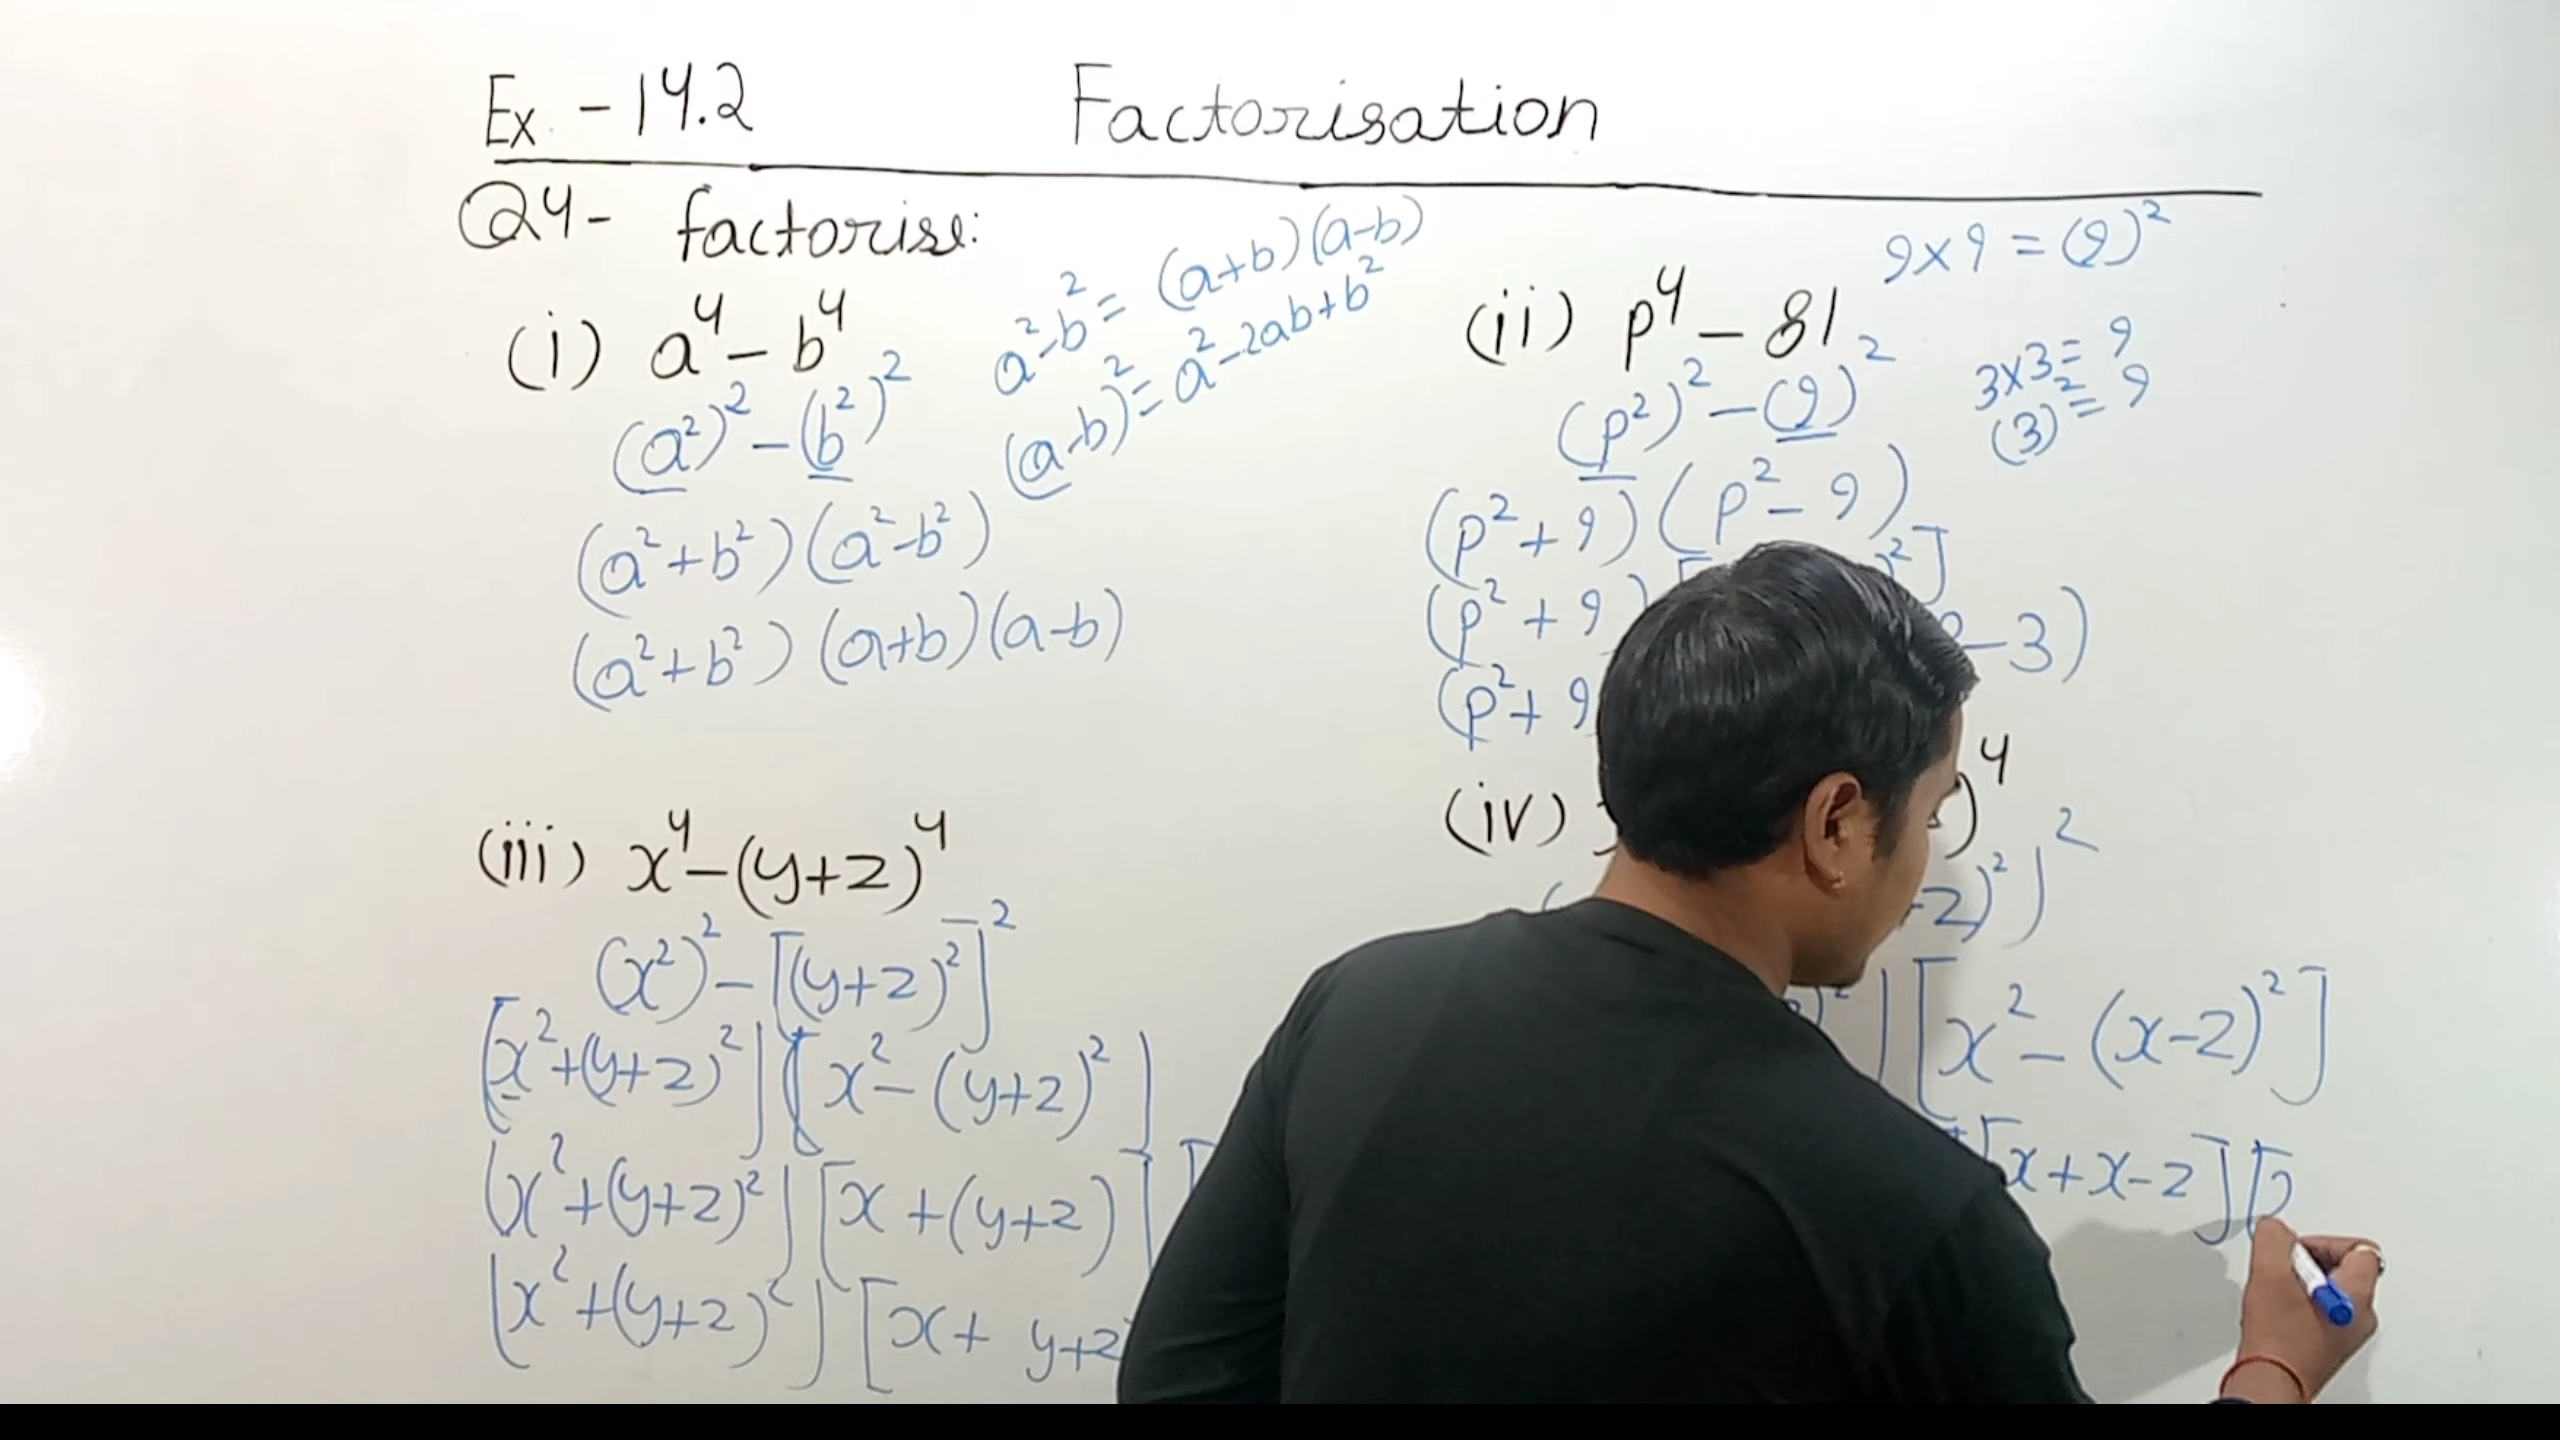 Ex. - 14.2 Factorisation
Q4- factorise:
(i) a⁴ - b⁴
(a²)² - (b²)²
(a²+b²)(a²-b²)
(a²+b²)(a+b)(a-b)
a²-b² = (a+b)(a-b)
(a-b)² = a²-2ab+b²
(ii) p⁴ - 81
9×9 = (9)²
(p²)² - (9)²
3×3 = 9
(3)² = 9
(p²+9)(p²-9)
(p²+9) ²]
(p²+9) -3)
(p²+9
(iii) x⁴-(y+z)⁴
(x²)² - [(y+z)²]²
[x²+(y+z)²][x²-(y+z)²]
[x²+(y+z)²][x+(y+z)]
[x²+(y+z)²][x+ y+z
(iv) )⁴
-z)²)²
)²][x²-(x-z)²]
[x+x-z][